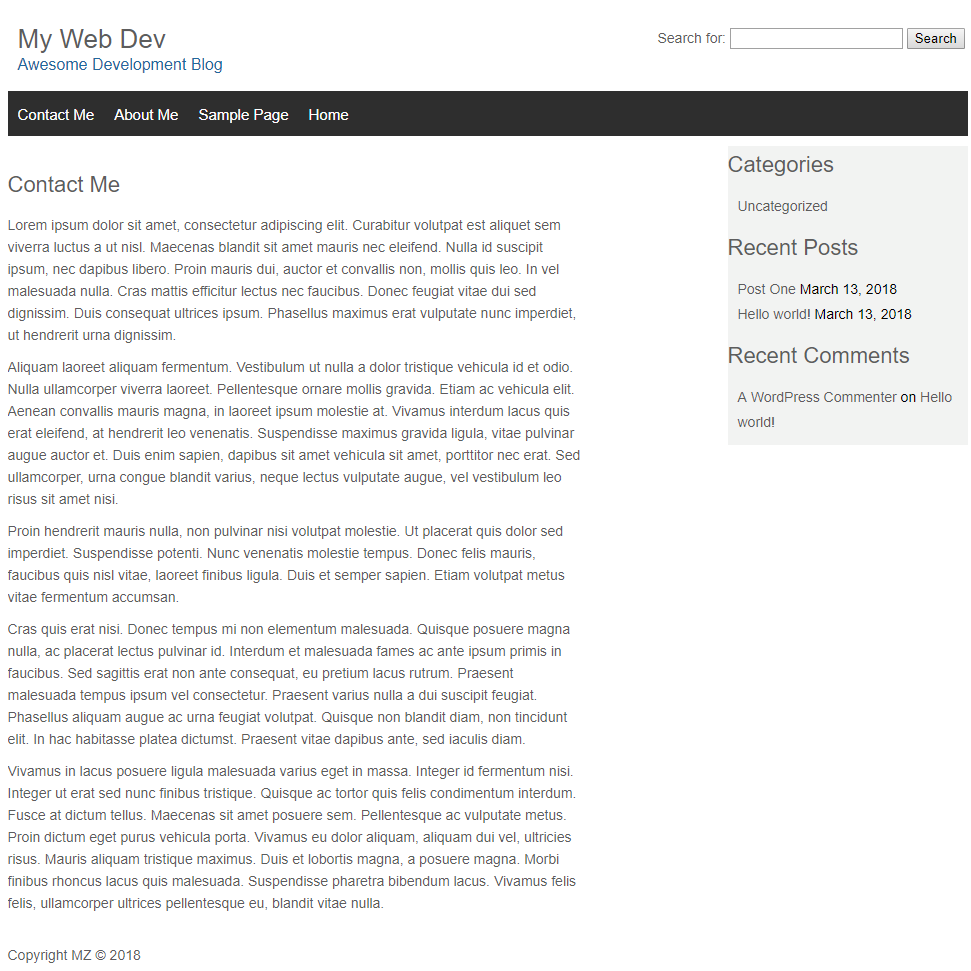 My Web Dev
Awesome Development Blog
Search for: Search
Contact Me About Me Sample Page Home
Contact Me
Lorem ipsum dolor sit amet, consectetur adipiscing elit. Curabitur volutpat est aliquet sem
viverra luctus a ut nisl. Maecenas blandit sit amet mauris nec eleifend. Nulla id suscipit
ipsum, nec dapibus libero. Proin mauris dui, auctor et convallis non, mollis quis leo. In vel
malesuada nulla. Cras mattis efficitur lectus nec faucibus. Donec feugiat vitae dui sed
dignissim. Duis consequat ultrices ipsum. Phasellus maximus erat vulputate nunc imperdiet,
ut hendrerit urna dignissim.
Aliquam laoreet aliquam fermentum. Vestibulum ut nulla a dolor tristique vehicula id et odio.
Nulla ullamcorper viverra laoreet. Pellentesque ornare mollis gravida. Etiam ac vehicula elit.
Aenean convallis mauris magna, in laoreet ipsum molestie at. Vivamus interdum lacus quis
erat eleifend, at hendrerit leo venenatis. Suspendisse maximus gravida ligula, vitae pulvinar
augue auctor et. Duis enim sapien, dapibus sit amet vehicula sit amet, porttitor nec erat. Sed
ullamcorper, urna congue blandit varius, neque lectus vulputate augue, vel vestibulum leo
risus sit amet nisi.
Proin hendrerit mauris nulla, non pulvinar nisi volutpat molestie. Ut placerat quis dolor sed
imperdiet. Suspendisse potenti. Nunc venenatis molestie tempus. Donec felis mauris,
faucibus quis nisl vitae, laoreet finibus ligula. Duis et semper sapien. Etiam volutpat metus
vitae fermentum accumsan.
Cras quis erat nisi. Donec tempus mi non elementum malesuada. Quisque posuere magna
nulla, ac placerat lectus pulvinar id. Interdum et malesuada fames ac ante ipsum primis in
faucibus. Sed sagittis erat non ante consequat, eu pretium lacus rutrum. Praesent
malesuada tempus ipsum vel consectetur. Praesent varius nulla a dui suscipit feugiat.
Phasellus aliquam augue ac urna feugiat volutpat. Quisque non blandit diam, non tincidunt
elit. In hac habitasse platea dictumst. Praesent vitae dapibus ante, sed iaculis diam.
Vivamus in lacus posuere ligula malesuada varius eget in massa. Integer id fermentum nisi.
Integer ut erat sed nunc finibus tristique. Quisque ac tortor quis felis condimentum interdum.
Fusce at dictum tellus. Maecenas sit amet posuere sem. Pellentesque ac vulputate metus.
Proin dictum eget purus vehicula porta. Vivamus eu dolor aliquam, aliquam dui vel, ultricies
risus. Mauris aliquam tristique maximus. Duis et lobortis magna, a posuere magna. Morbi
finibus rhoncus lacus quis malesuada. Suspendisse pharetra bibendum lacus. Vivamus felis
felis, ullamcorper ultrices pellentesque eu, blandit vitae nulla.
Categories
Uncategorized
Recent Posts
Post One March 13, 2018
Hello world! March 13, 2018
Recent Comments
A WordPress Commenter on Hello
world!
Copyright MZ © 2018